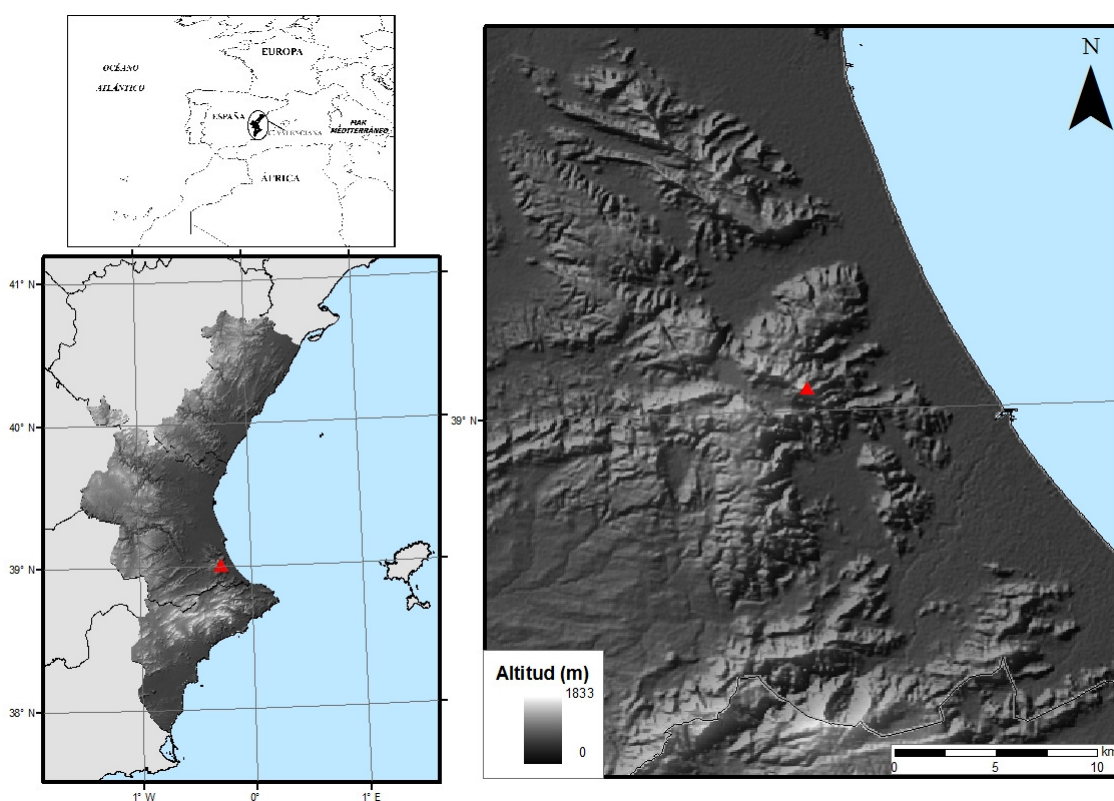 EUROPA
OCÉANO
ATLÁNTICO
ESPAÑA
C. VALENCIANA
MAR
MEDITERRÁNEO
ÁFRICA
41° N
40° N
39° N
38° N
1° W
0°
1° E
N
39° N
Altitud (m)
1833
0
km
0
5
10